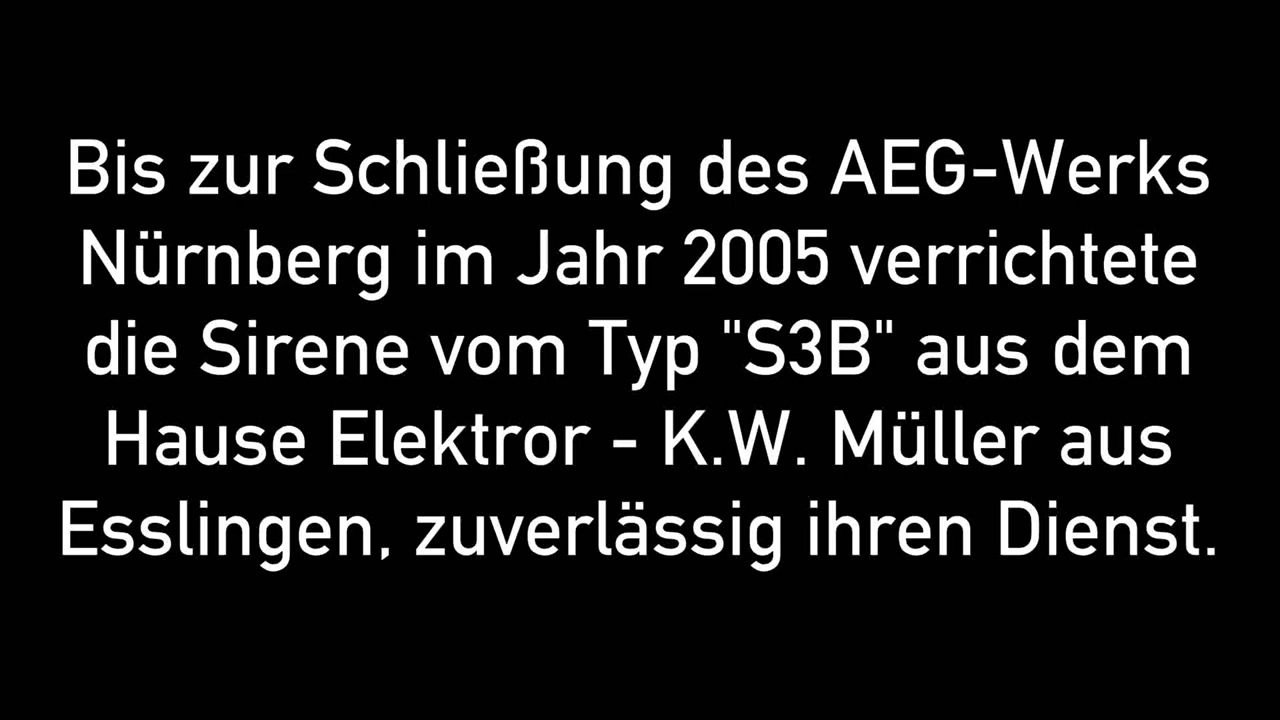 Bis zur Schließung des AEG-Werks
Nürnberg im Jahr 2005 verrichtete
die Sirene vom Typ "S3B" aus dem
Hause Elektror - K.W. Müller aus
Esslingen, zuverlässig ihren Dienst.